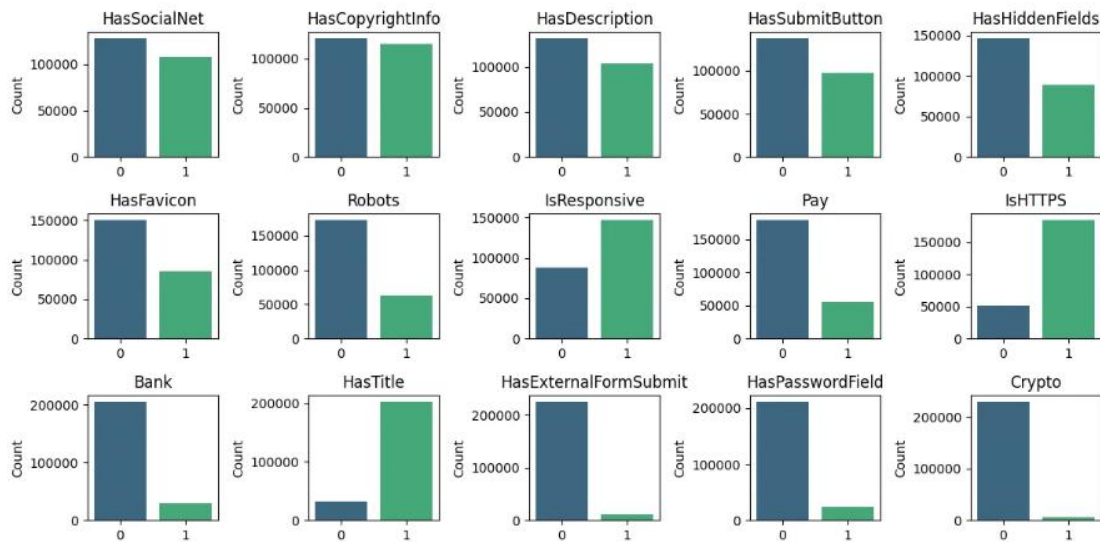 HasSocialNet HasCopyrightInfo HasDescription HasSubmitButton HasHiddenFields
Count 100000 50000 0 0 1
Count 100000 50000 0 0 1
Count 100000 50000 0 0 1
Count 100000 50000 0 0 1
Count 150000 100000 50000 0 0 1
HasFavicon Robots IsResponsive Pay IsHTTPS
Count 150000 100000 50000 0 0 1
Count 150000 100000 50000 0 0 1
Count 150000 100000 50000 0 0 1
Count 150000 100000 50000 0 0 1
Count 150000 100000 50000 0 0 1
Bank HasTitle HasExternalFormSubmit HasPasswordField Crypto
Count 200000 100000 0 0 1
Count 200000 100000 0 0 1
Count 200000 100000 0 0 1
Count 200000 100000 0 0 1
Count 200000 100000 0 0 1